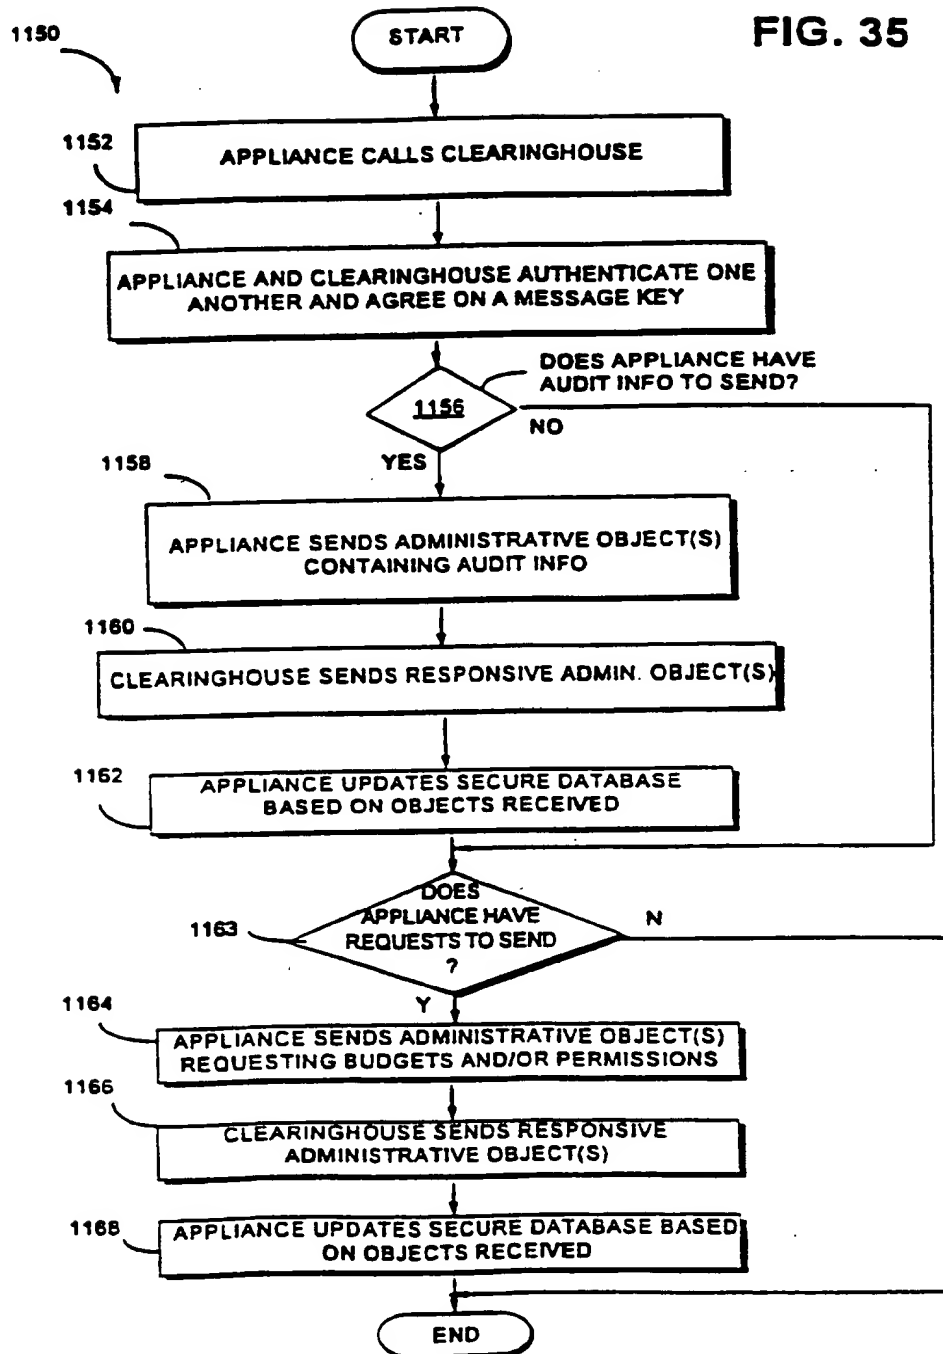 1150
START
FIG. 35
1152
APPLIANCE CALLS CLEARINGHOUSE
1154
APPLIANCE AND CLEARINGHOUSE AUTHENTICATE ONE
ANOTHER AND AGREE ON A MESSAGE KEY
DOES APPLIANCE HAVE
AUDIT INFO TO SEND?
1156
NO
YES
1158
APPLIANCE SENDS ADMINISTRATIVE OBJECT(S)
CONTAINING AUDIT INFO
1160
CLEARINGHOUSE SENDS RESPONSIVE ADMIN. OBJECT(S)
1162
APPLIANCE UPDATES SECURE DATABASE
BASED ON OBJECTS RECEIVED
1163
DOES
APPLIANCE HAVE
REQUESTS TO SEND
?
N
Y
1164
APPLIANCE SENDS ADMINISTRATIVE OBJECT(S)
REQUESTING BUDGETS AND/OR PERMISSIONS
1166
CLEARINGHOUSE SENDS RESPONSIVE
ADMINISTRATIVE OBJECT(S)
1168
APPLIANCE UPDATES SECURE DATABASE BASED
ON OBJECTS RECEIVED
END